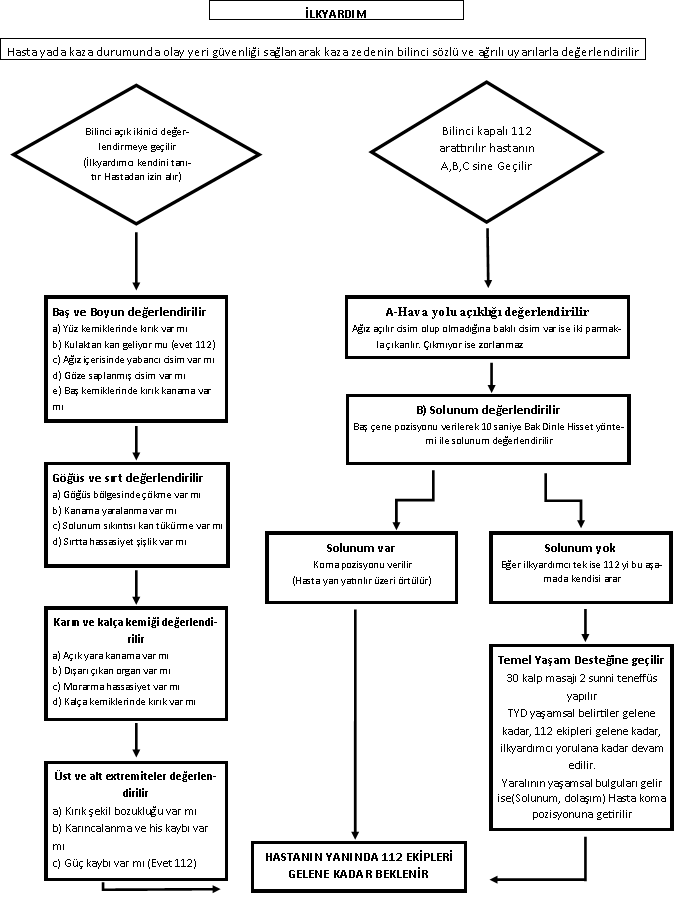 İLKYARDIM
Hasta yada kaza durumunda olay yeri güvenliği sağlanarak kaza zedenin bilinci sözlü ve ağrılı uyarılarla değerlendirilir
Bilinci açık ikinici değer-
lendirmeye geçilir
(İlkyardımcı kendini tanı-
tır Hastadan izin alır)
Bilinci kapalı 112
arattırılır hastanın
A,B,C sine Geçilir
Baş ve Boyun değerlendirilir
a) Yüz kemiklerinde kırık var mı
b) Kulaktan kan geliyor mu (evet 112)
c) Ağız içerisinde yabancı cisim var mı
d) Göze saplanmış cisim var mı
e) Baş kemiklerinde kırık kanama var
mı
A-Hava yolu açıklığı değerlendirilir
Ağız açılır cisim olup olmadığına bakılı cisim var ise iki parmak-
la çıkarılır. Çıkmıyor ise zorlanmaz
B) Solunum değerlendirilir
Baş çene pozisyonu verilerek 10 saniye Bak Dinle Hisset yönte-
mi ile solunum değerlendirilir
Göğüs ve sırt değerlendirilir
a) Göğüs bölgesinde çökme var mı
b) Kanama yaralanma var mı
c) Solunum sıkıntısı kan tükürme var mı
d) Sırtta hassasiyet şişlik var mı
Solunum var
Koma pozisyonu verilir
(Hasta yan yatırılır üzeri örtülür)
Solunum yok
Eğer ilkyardımcı tek ise 112 yi bu aşa-
mada kendisi arar
Karın ve kalça kemiği değerlendi-
rilir
a) Açık yara kanama var mı
b) Dışarı çıkan organ var mı
c) Morarma hassasiyet var mı
d) Kalça kemiklerinde kırık var mı
Temel Yaşam Desteğine geçilir
30 kalp masajı 2 sunni teneffüs
yapılır
TYD yaşamsal belirtiler gelene
kadar, 112 ekipleri gelene kadar,
ilkyardımcı yorulana kadar devam
edilir.
Yaralının yaşamsal bulguları gelir
ise(Solunum, dolaşım) Hasta koma
pozisyonuna getirilir
Üst ve alt extremiteler değerlen-
dirilir
a) Kırık şekil bozukluğu var mı
b) Karıncalanma ve his kaybı var
mı
c) Güç kaybı var mı (Evet 112)
HASTANIN YANINDA 112 EKİPLERİ
GELENE KADAR BEKLENİR